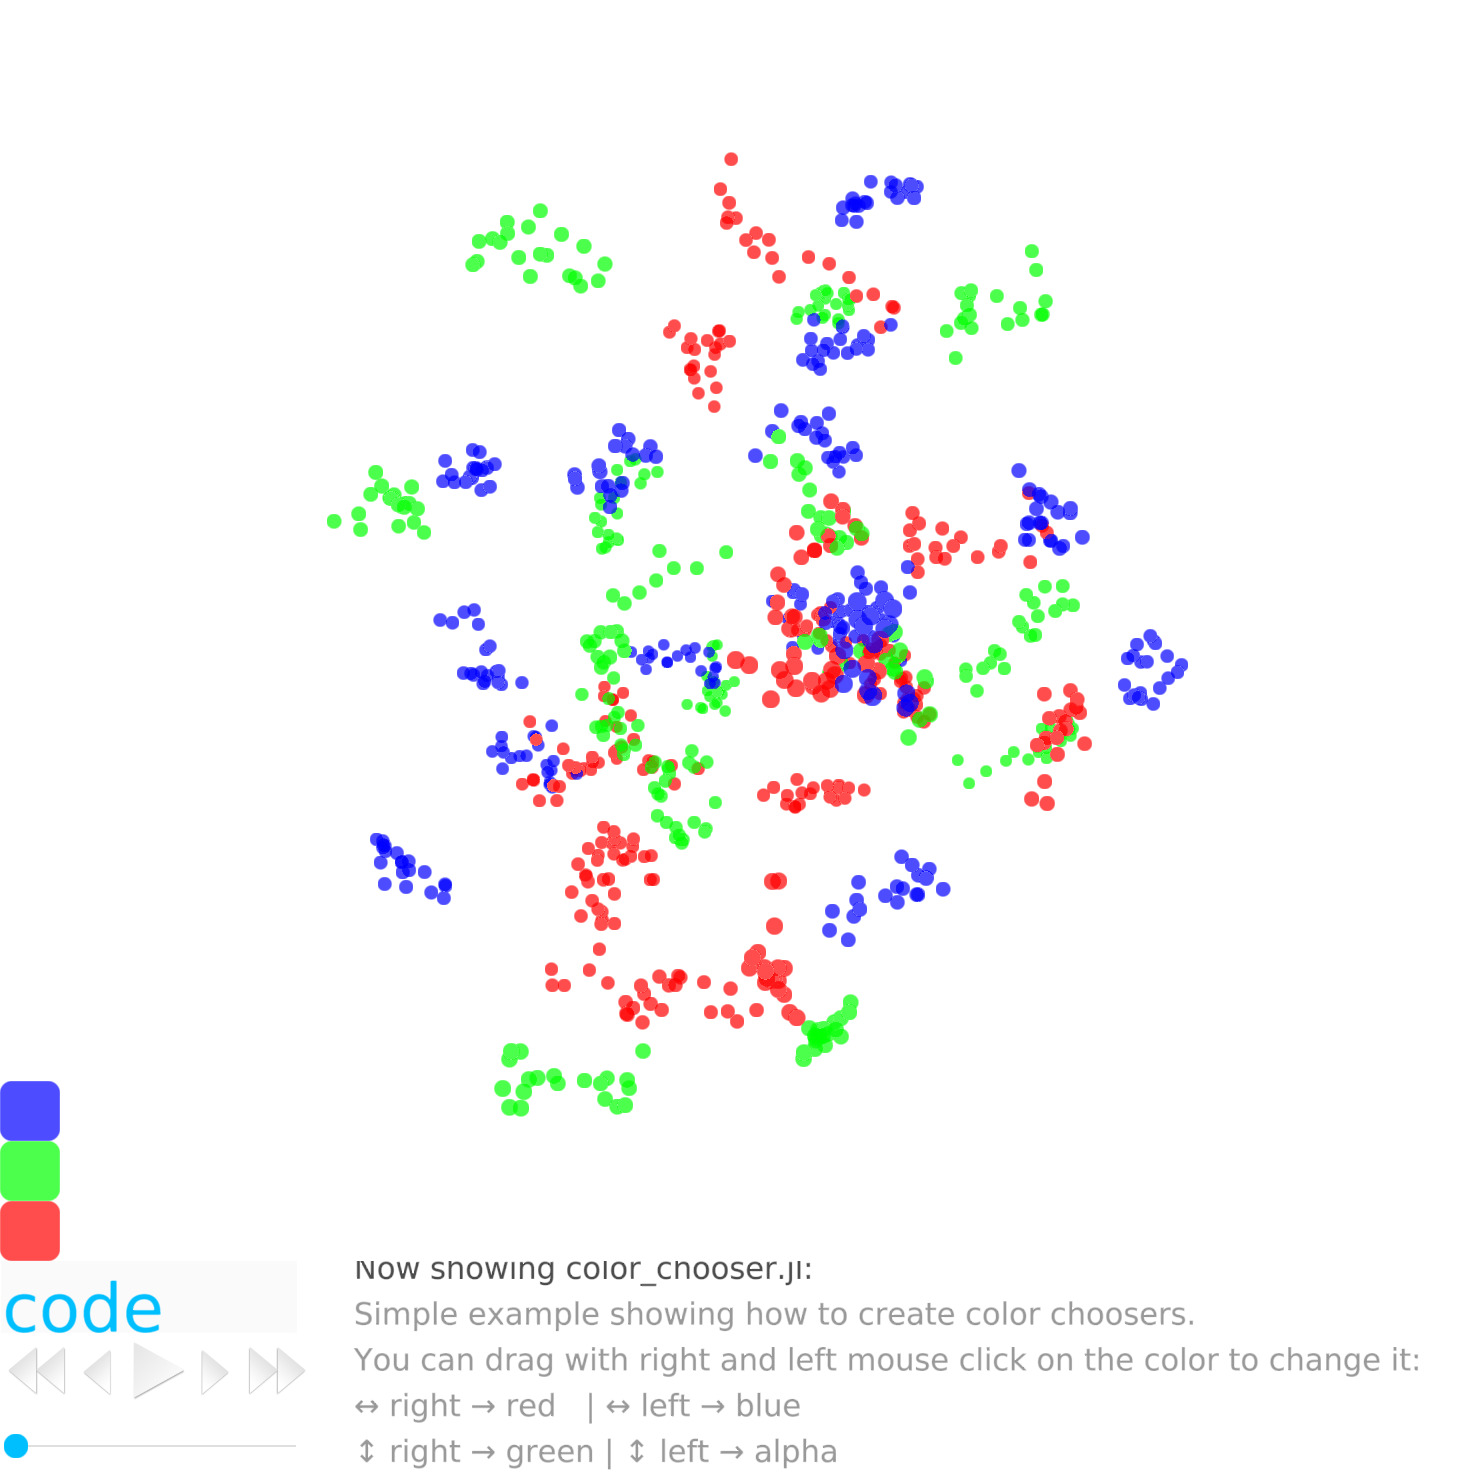 Now showing color_chooser.jl:
code
Simple example showing how to create color choosers.
You can drag with right and left mouse click on the color to change it:
↔ right → red | ↔ left → blue
↕ right → green | ↕ left → alpha